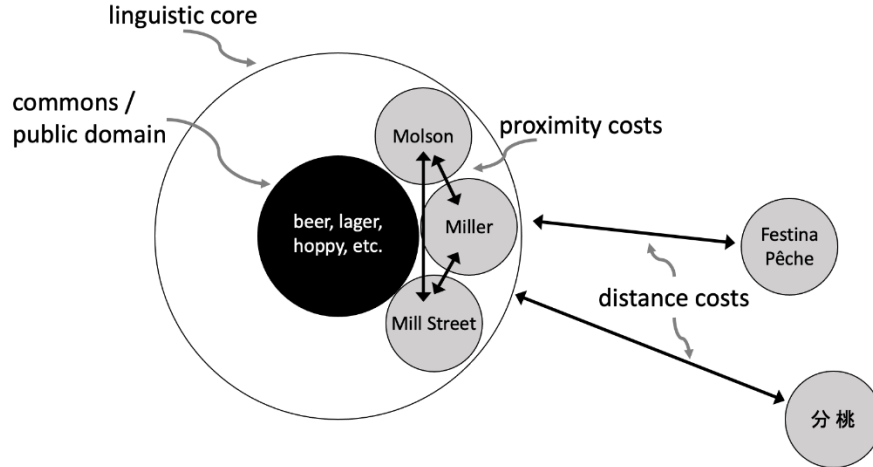 linguistic core
commons /
public domain
Molson
proximity costs
beer, lager,
hoppy, etc.
Miller
Festina
Pêche
distance costs
Mill Street
分 桃